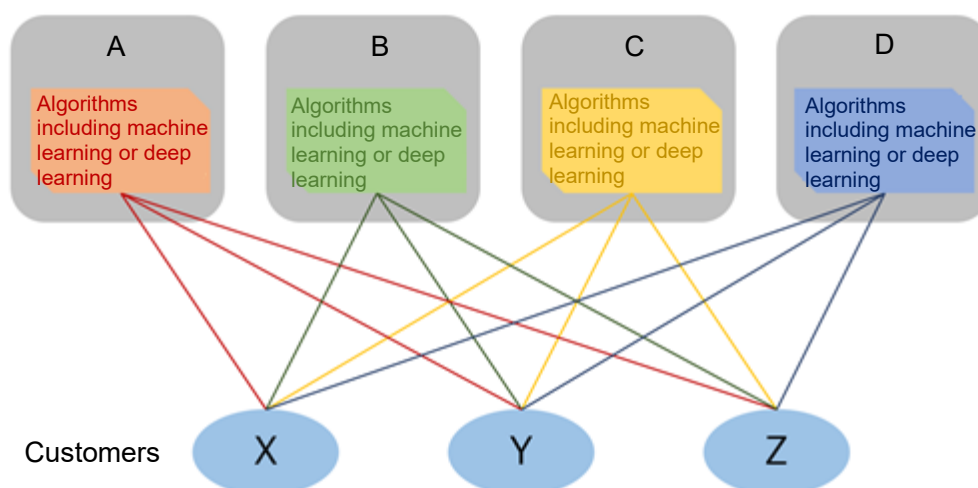 A
Algorithms
including machine
learning or deep
learning
B
Algorithms
including machine
learning or deep
learning
C
Algorithms
including machine
learning or deep
learning
D
Algorithms
including machine
learning or deep
learning
Customers
X
Y
Z